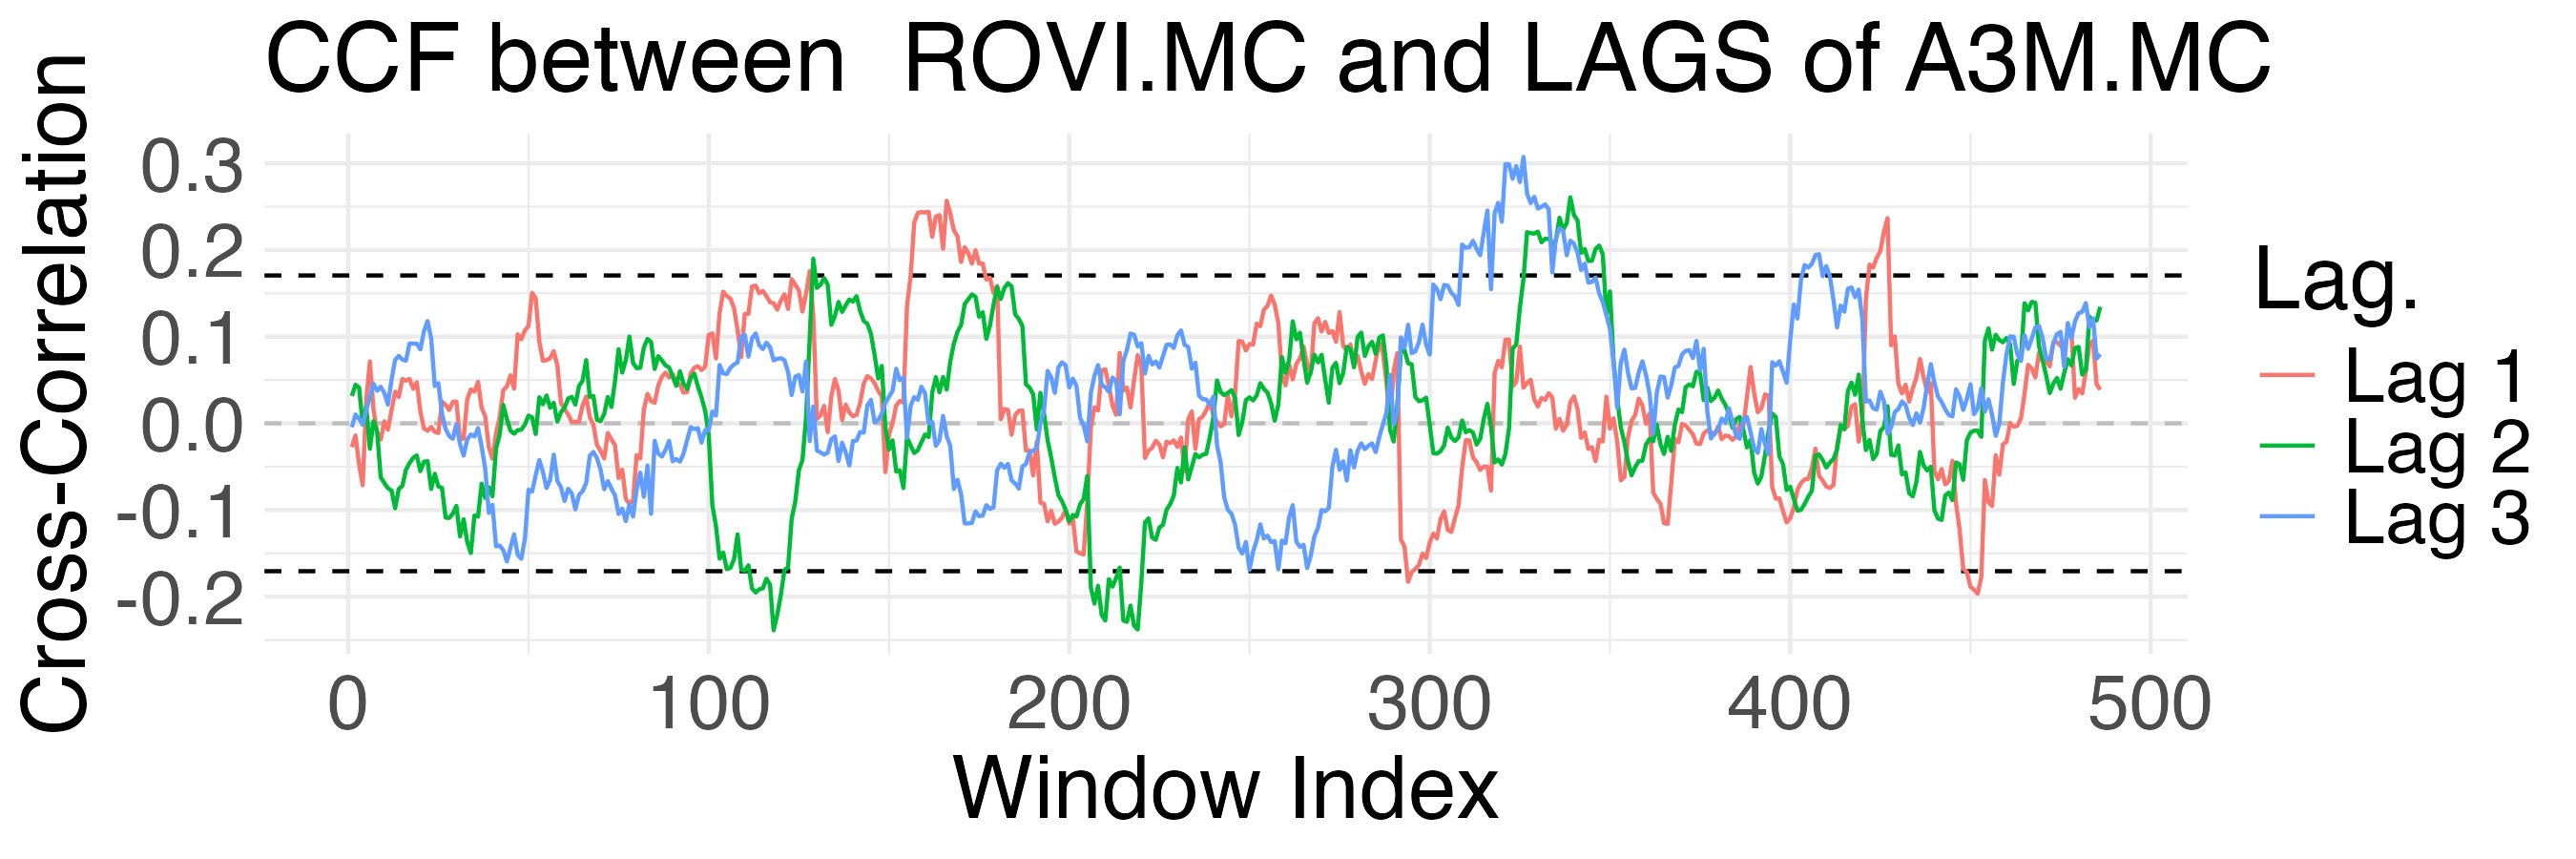 CCF between  ROVI.MC and LAGS of A3M.MC
Cross-Correlation
0.3
0.2
0.1
0.0
-0.1
-0.2
0 100 200 300 400 500
Window Index
Lag.
Lag 1
Lag 2
Lag 3